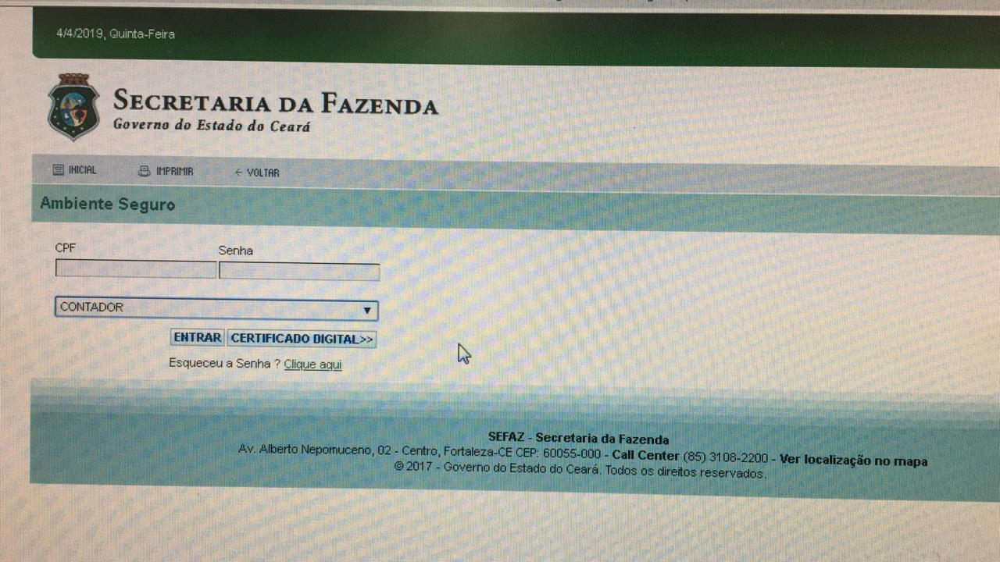 4/4/2019, Quinta-Feira
SECRETARIA DA FAZENDA
Governo do Estado do Ceará
INICIAL IMPRIMIR ← VOLTAR
Ambiente Seguro
CPF Senha
CONTADOR ▼
ENTRAR CERTIFICADO DIGITAL>>
Esqueceu a Senha ? Clique aqui
SEFAZ - Secretaria da Fazenda
Av. Alberto Nepomuceno, 02 - Centro, Fortaleza-CE CEP: 60055-000 - Call Center (85) 3108-2200 - Ver localização no mapa
© 2017 - Governo do Estado do Ceará. Todos os direitos reservados.